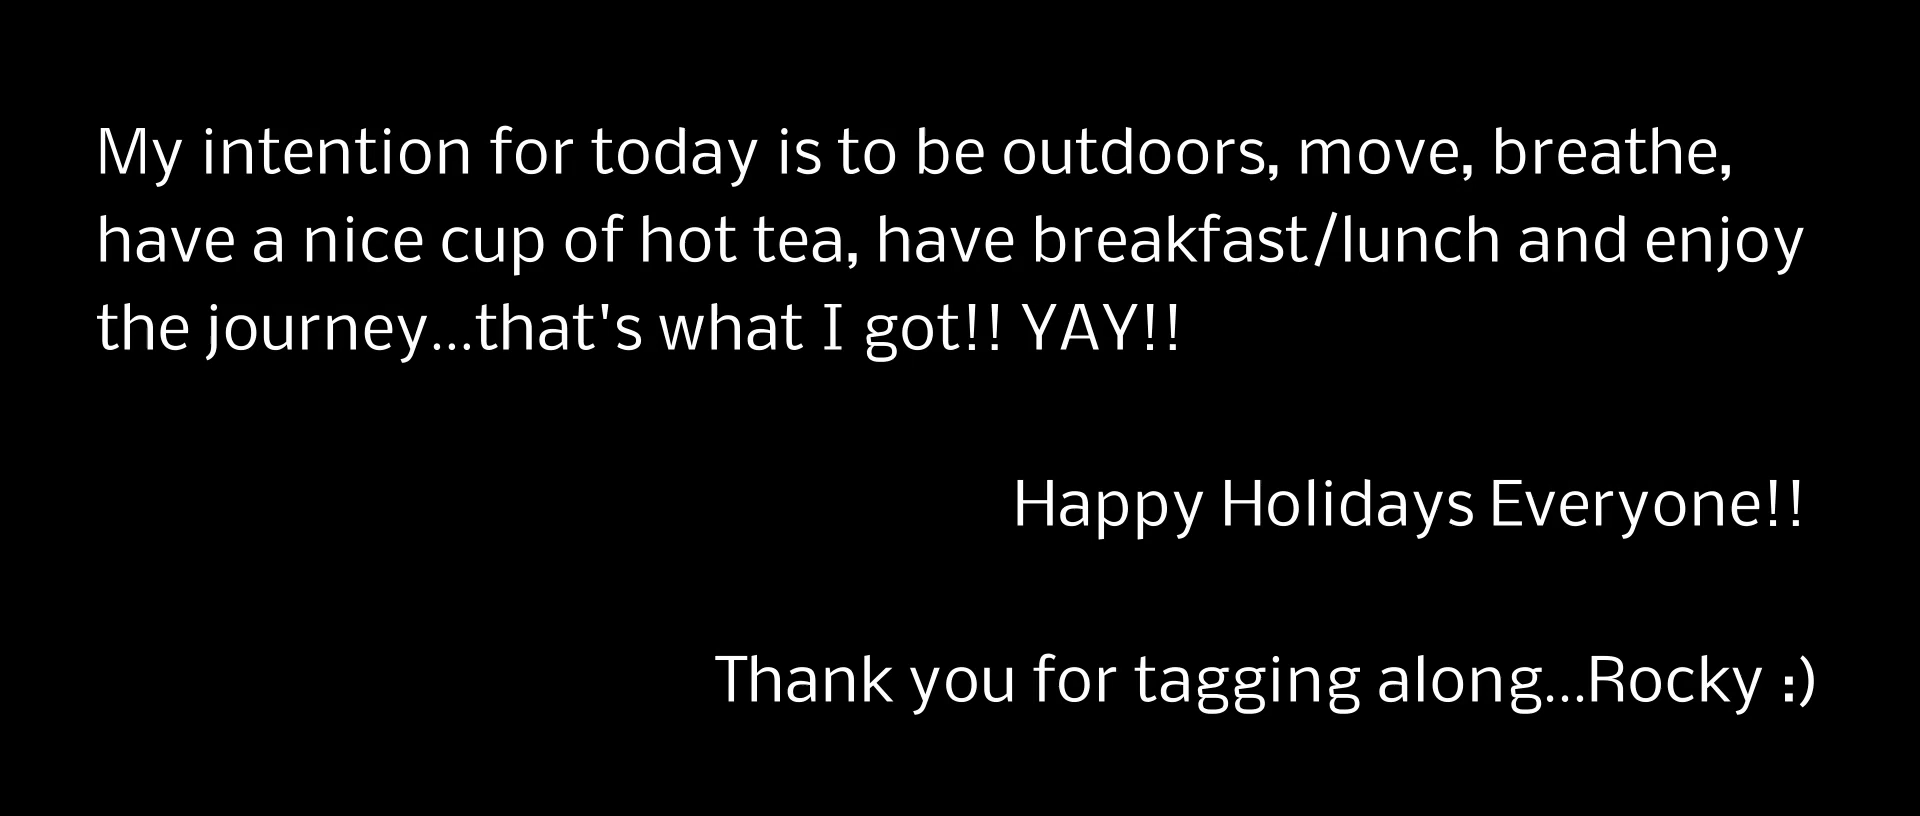 My intention for today is to be outdoors, move, breathe,
have a nice cup of hot tea, have breakfast/lunch and enjoy
the journey...that's what I got!! YAY!!
Happy Holidays Everyone!!
Thank you for tagging along...Rocky :)